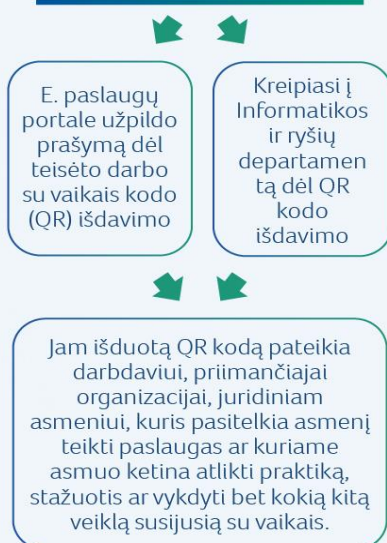 E. paslaugų
portale užpildo
prašymą dėl
teisėto darbo
su vaikais kodo
(QR) išdavimo
Kreipiasi į
Informatikos
ir ryšių
departamen
tą dėl QR
kodo
išdavimo
Jam išduotą QR kodą pateikia
darbdaviui, priimančiajai
organizacijai, juridiniam
asmeniui, kuris pasitelkia asmenį
teikti paslaugas ar kuriame
asmuo ketina atlikti praktiką,
stažuotis ar vykdyti bet kokią kitą
veiklą susijusią su vaikais.